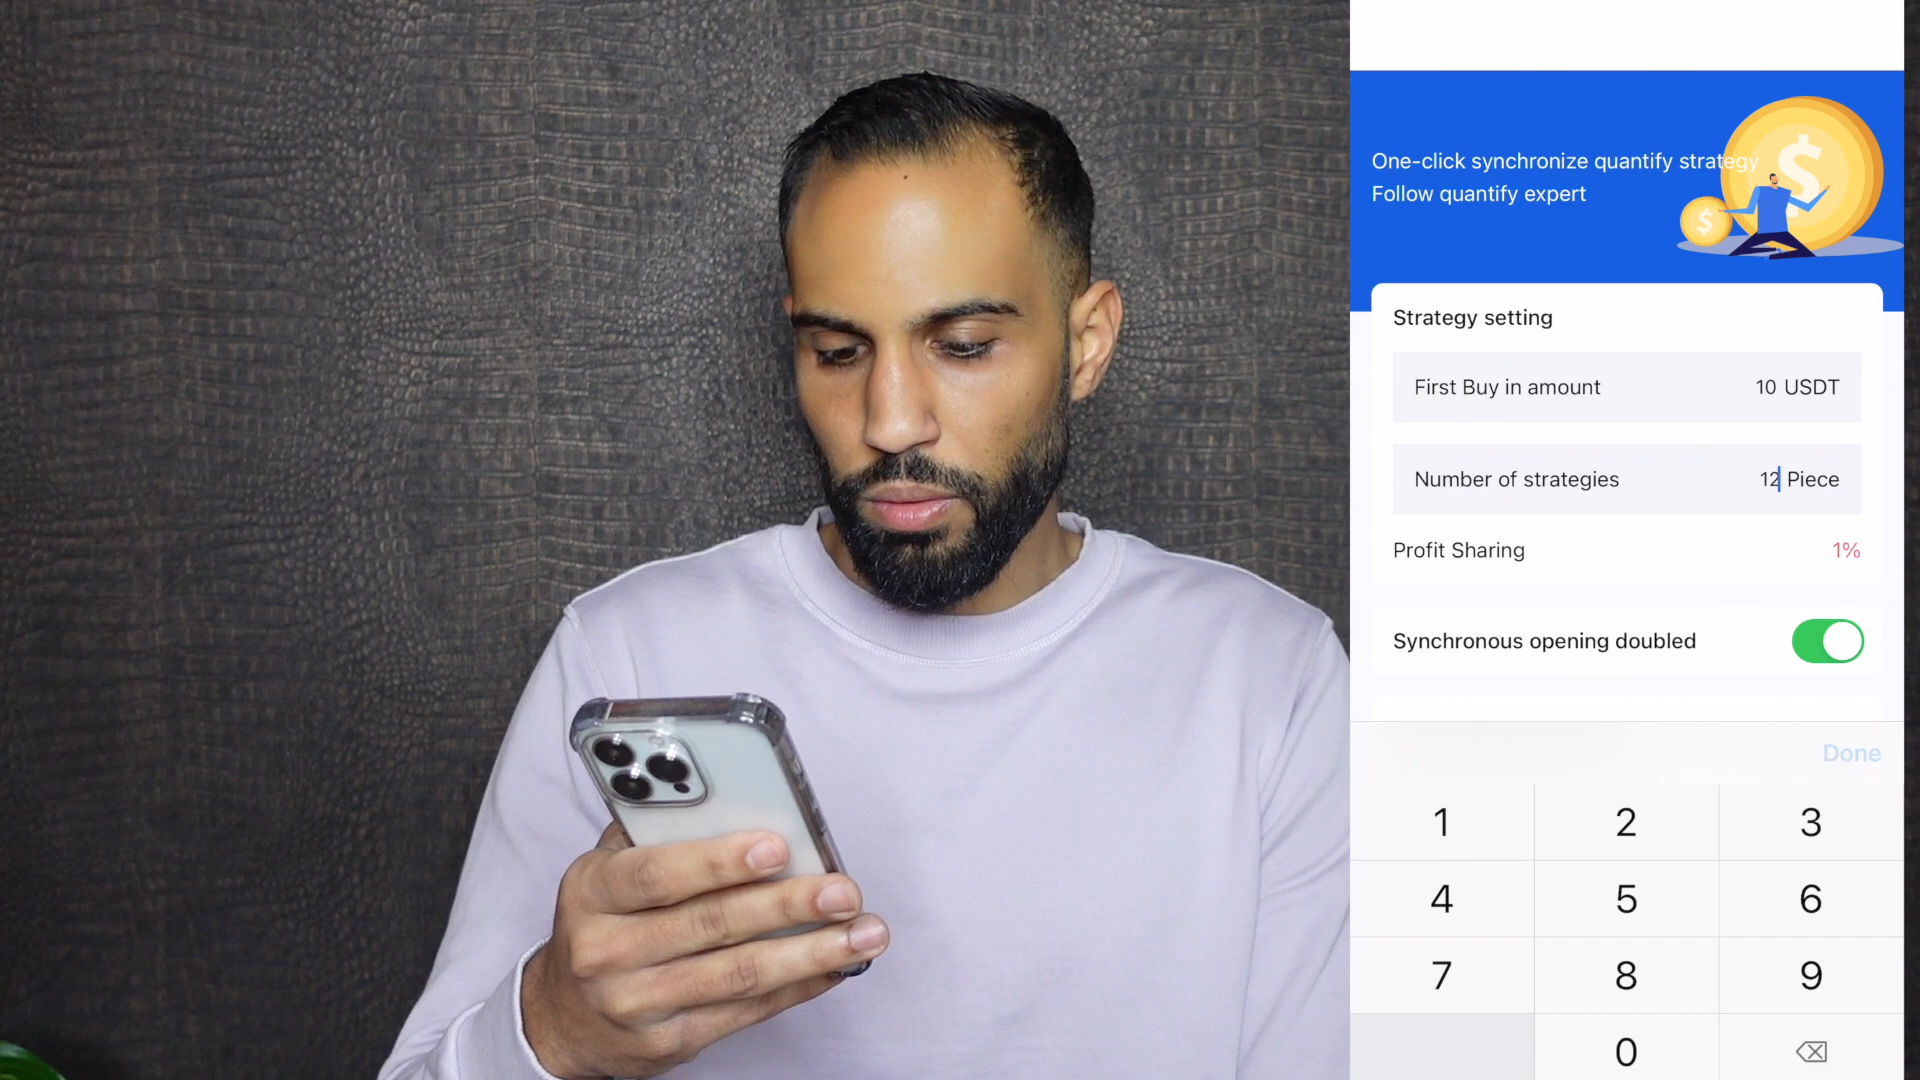 One-click synchronize quantify strategy
Follow quantify expert
$
$
Strategy setting
First Buy in amount 10 USDT
Number of strategies 12 Piece
Profit Sharing 1%
Synchronous opening doubled
Done
1 2 3
4 5 6
7 8 9
0